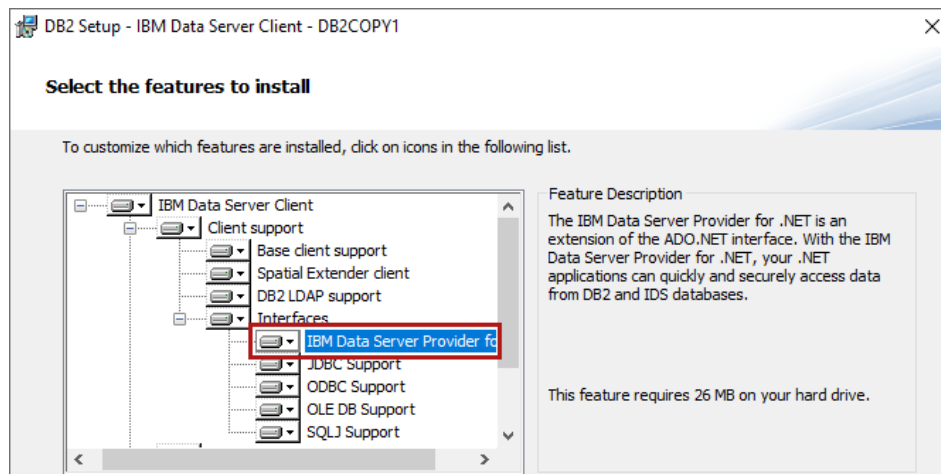 DB2 Setup - IBM Data Server Client - DB2COPY1
Select the features to install
To customize which features are installed, click on icons in the following list.
IBM Data Server Client
Client support
Base client support
Spatial Extender client
DB2 LDAP support
Interfaces
IBM Data Server Provider fo
JDBC Support
ODBC Support
OLE DB Support
SQLJ Support
Feature Description
The IBM Data Server Provider for .NET is an
extension of the ADO.NET interface. With the IBM
Data Server Provider for .NET, your .NET
applications can quickly and securely access data
from DB2 and IDS databases.
This feature requires 26 MB on your hard drive.